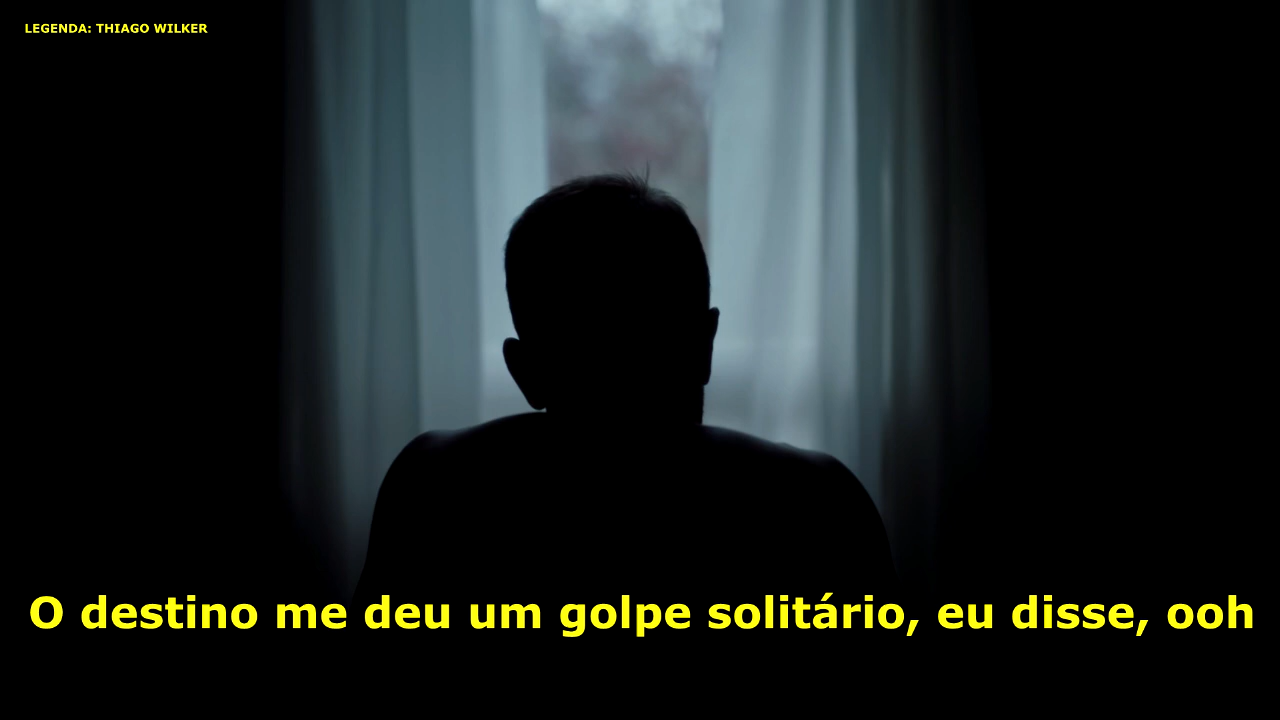 LEGENDA: THIAGO WILKER
O destino me deu um golpe solitário, eu disse, ooh